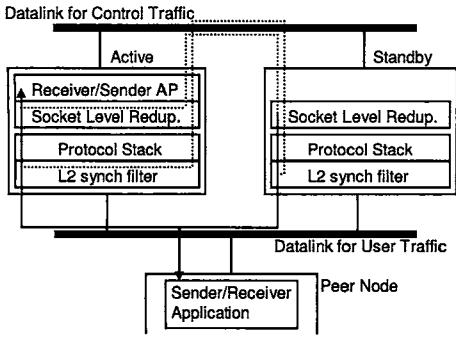 Datalink for Control Traffic
Active
Standby
Receiver/Sender AP
Socket Level Redup.
Socket Level Redup.
Protocol Stack
Protocol Stack
L2 synch filter
L2 synch filter
Datalink for User Traffic
Peer Node
Sender/Receiver
Application